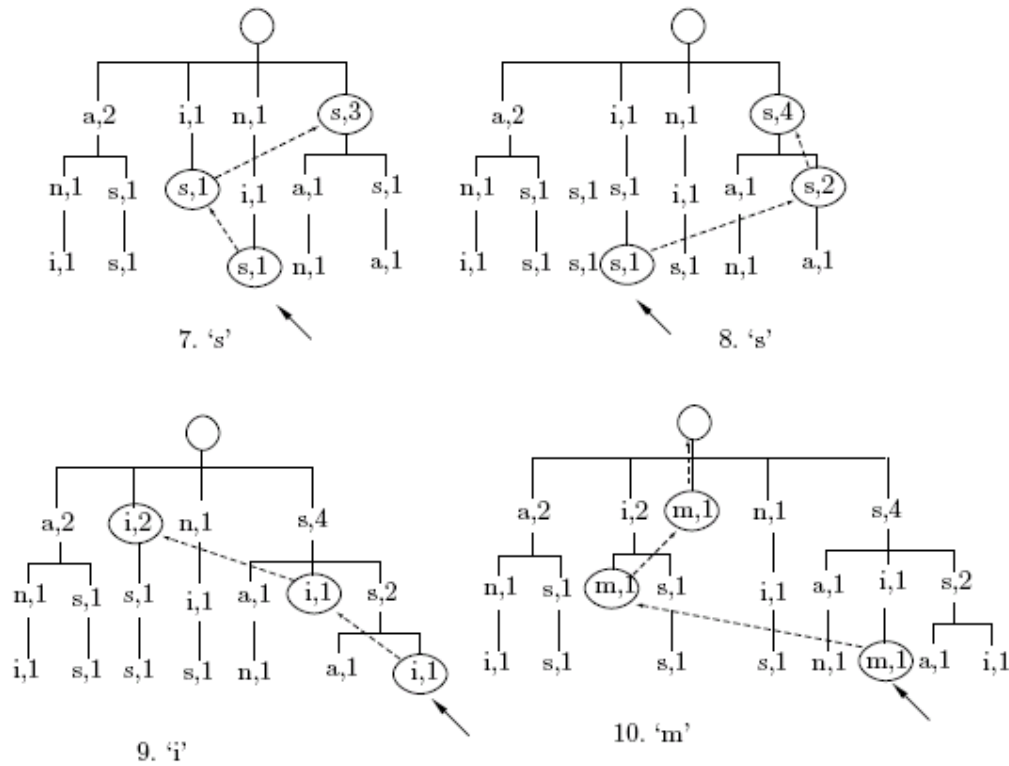 a,2 i,1 n,1 s,3
n,1 s,1 s,1 i,1 a,1 s,1
i,1 s,1 s,1 n,1 a,1
7. ‘s’
a,2 i,1 n,1 s,4
n,1 s,1 s,1 s,1 i,1 a,1 s,2
i,1 s,1 s,1 s,1 s,1 n,1 a,1
8. ‘s’
a,2 i,2 n,1 s,4
n,1 s,1 s,1 i,1 a,1 i,1 s,2
i,1 s,1 s,1 s,1 n,1 a,1 i,1
9. ‘i’
a,2 i,2 m,1 n,1 s,4
n,1 s,1 m,1 s,1 i,1 a,1 i,1 s,2
i,1 s,1 s,1 s,1 n,1 m,1 a,1 i,1
10. ‘m’